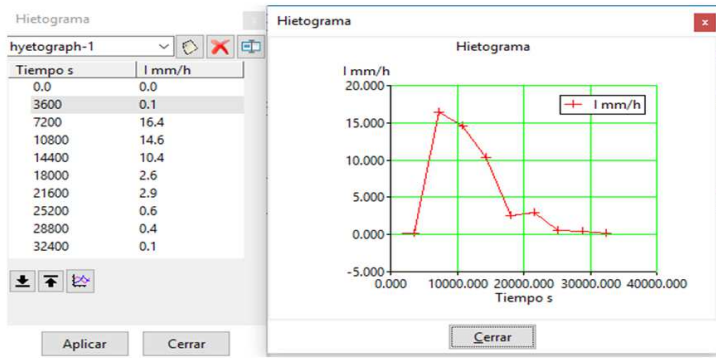 Hietograma
hyetograph-1
Tiempo s I mm/h
0.0 0.0
3600 0.1
7200 16.4
10800 14.6
14400 10.4
18000 2.6
21600 2.9
25200 0.6
28800 0.4
32400 0.1
Aplicar Cerrar
Hietograma
Hietograma
I mm/h
I mm/h
20.000
15.000
10.000
5.000
0.000
-5.000
0.000 10000.000 20000.000 30000.000 40000.000
Tiempo s
Cerrar